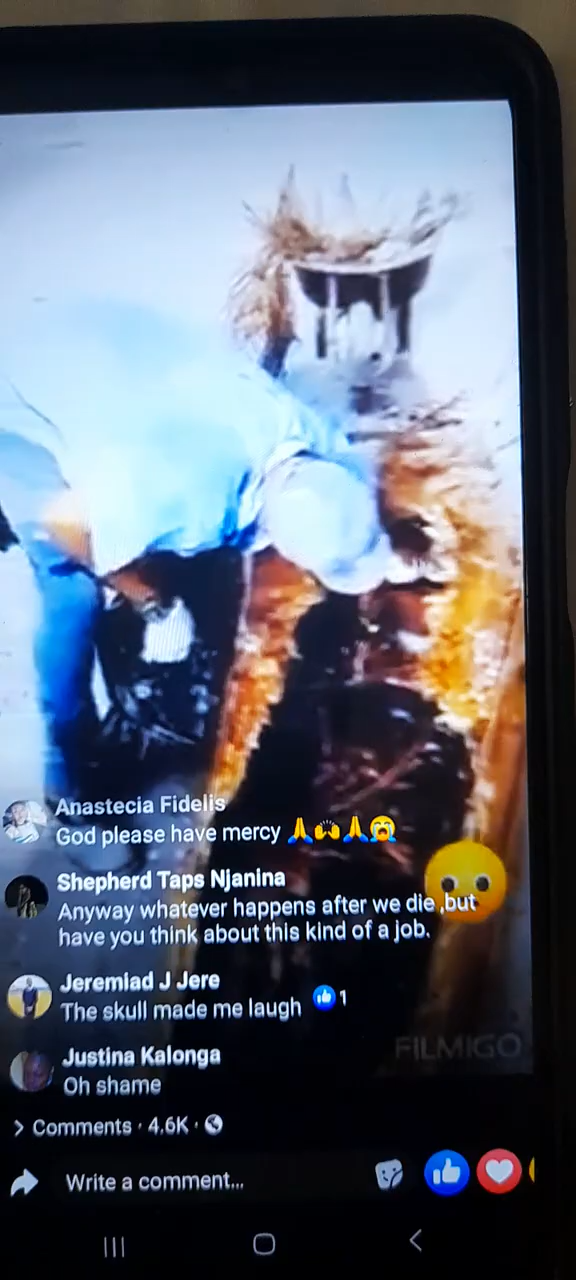 Anastecia Fidelis
God please have mercy 🙏🙌🙏😭
Shepherd Taps Njanina
Anyway whatever happens after we die ,but
have you think about this kind of a job.
Jeremiad J Jere
The skull made me laugh 1
Justina Kalonga
Oh shame
FILMIGO
> Comments · 4.6K ·
Write a comment...